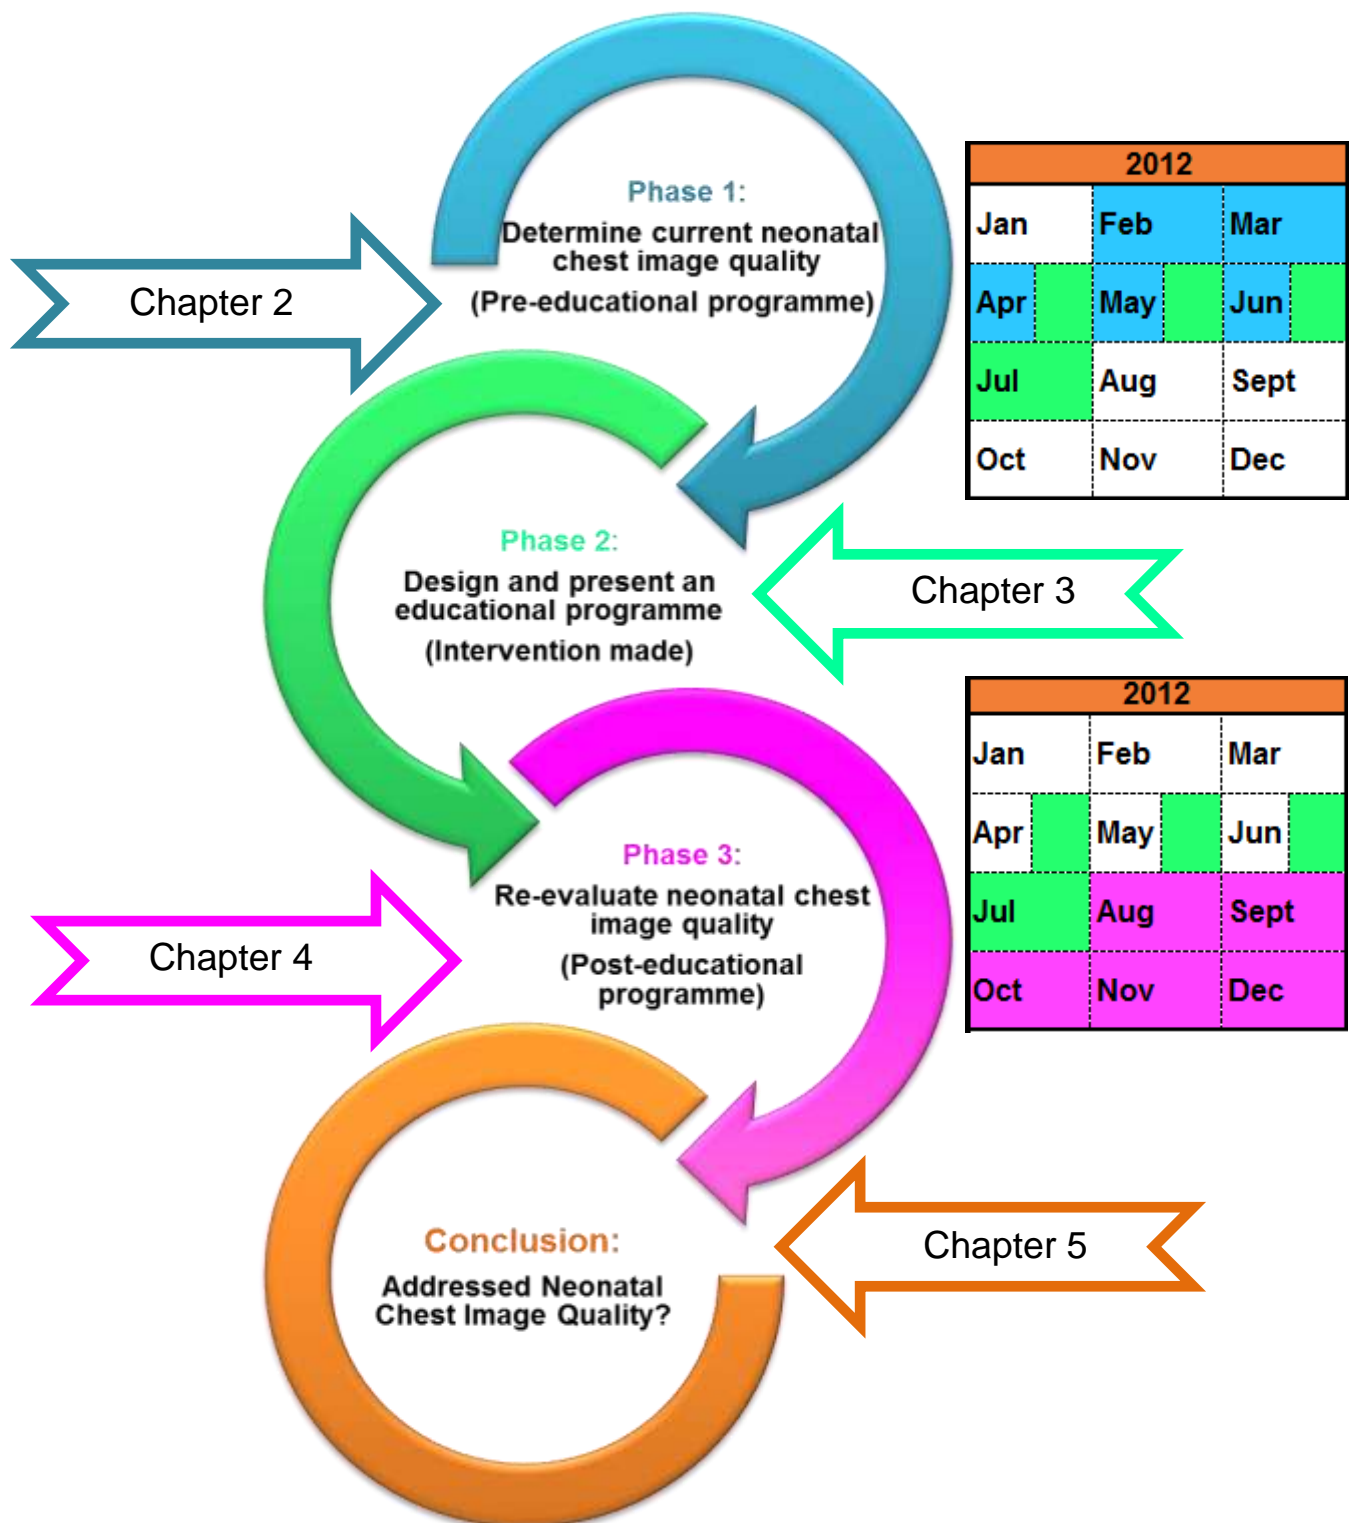 Phase 1:
Determine current neonatal
chest image quality
(Pre-educational programme)
Chapter 2
2012
Jan Feb Mar
Apr May Jun
Jul Aug Sept
Oct Nov Dec
Phase 2:
Design and present an
educational programme
(Intervention made)
Chapter 3
2012
Jan Feb Mar
Apr May Jun
Jul Aug Sept
Oct Nov Dec
Phase 3:
Re-evaluate neonatal chest
image quality
(Post-educational
programme)
Chapter 4
Conclusion:
Addressed Neonatal
Chest Image Quality?
Chapter 5